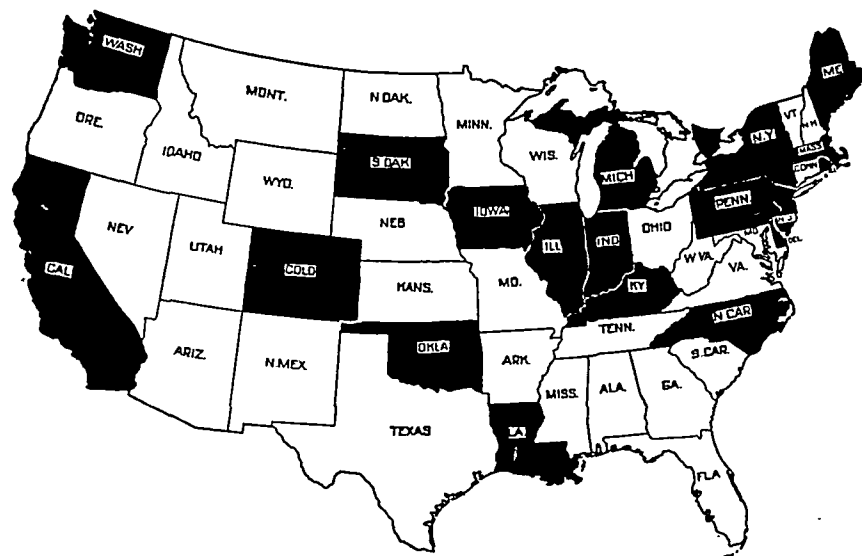 WASH
ME.
MONT.
N DAK.
MINN.
VT
N.H.
ORE.
N.Y
MASS
IDAHO
S DAK
WIS.
MICH
CONN
WYO.
PENN.
IOWA
N.J.
NEB
OHIO
NEV
ILL
IND
MD.
DEL
UTAH
CAL
COLO
W.VA.
VA.
KANS.
MO.
KY.
N CAR
TENN.
OKLA
ARIZ.
N.MEX.
ARK.
S.CAR.
MISS.
ALA.
GA.
TEXAS
LA.
FLA